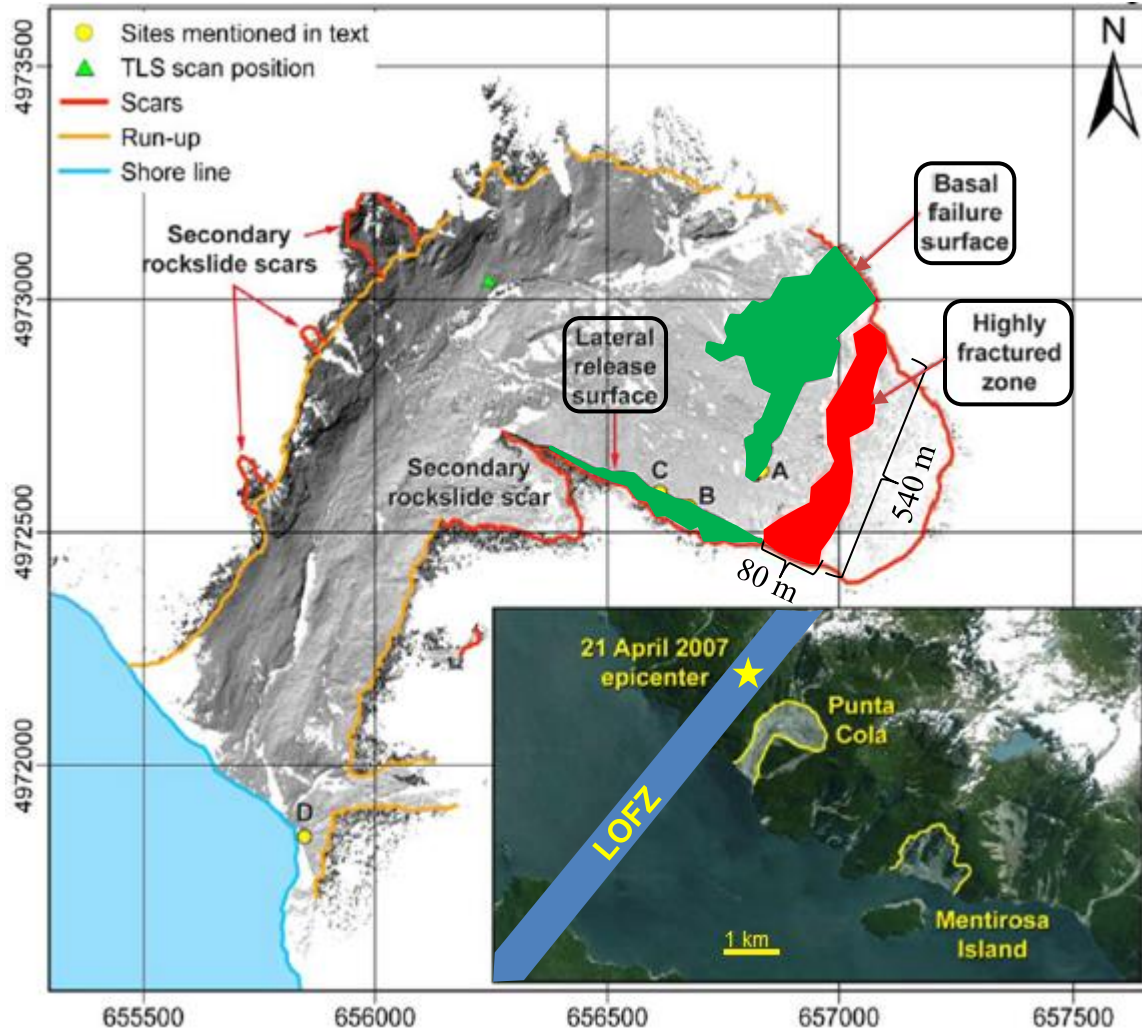 Sites mentioned in text
TLS scan position
Scars
Run-up
Shore line
N
Secondary
rockslide scars
Basal
failure
surface
Highly
fractured
zone
Lateral
release
surface
Secondary
rockslide scar
C
B
A
540 m
80 m
D
21 April 2007
epicenter
Punta
Cola
LOFZ
Mentirosa
Island
1 km
4973500
4973000
4972500
4972000
655500
656000
656500
657000
657500